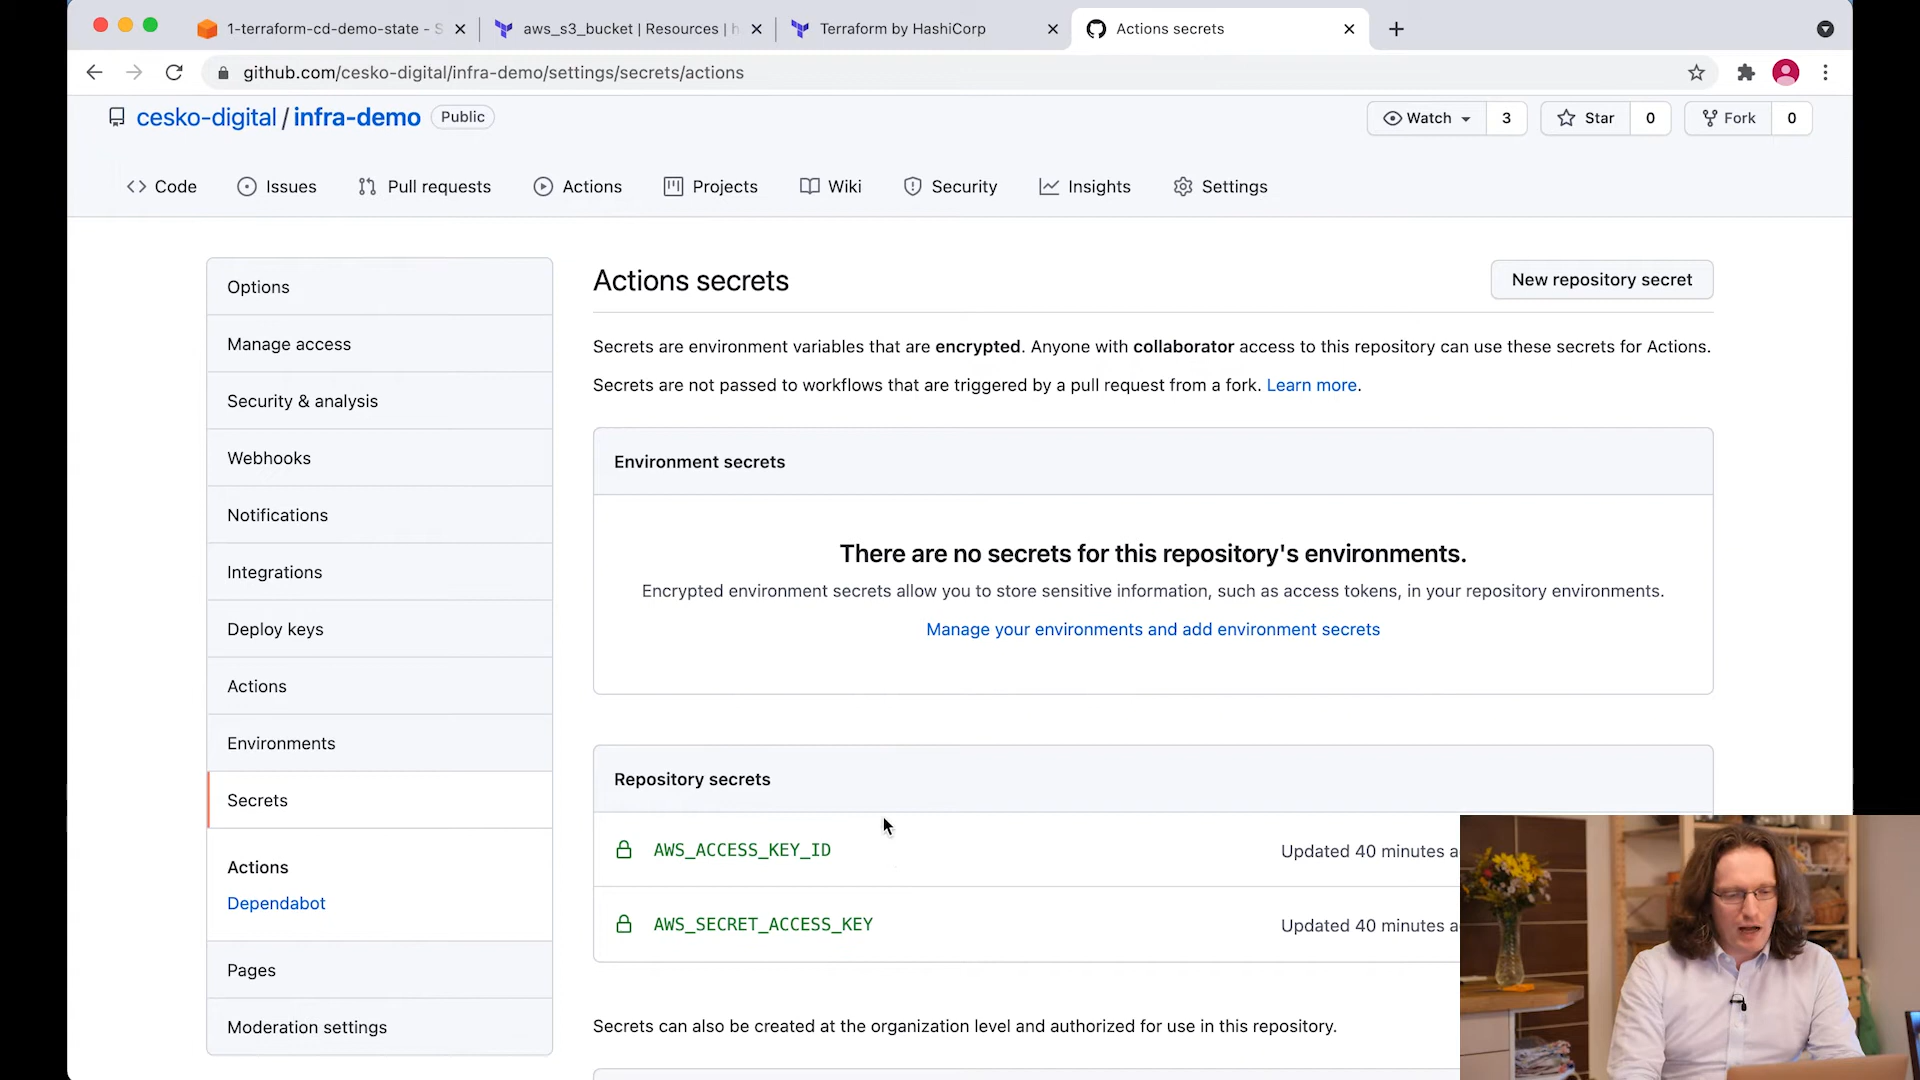 1-terraform-cd-demo-state - S
aws_s3_bucket | Resources | h
Terraform by HashiCorp
Actions secrets
github.com/cesko-digital/infra-demo/settings/secrets/actions
cesko-digital / infra-demo Public
Watch 3
Star 0
Fork 0
Code
Issues
Pull requests
Actions
Projects
Wiki
Security
Insights
Settings
Options
Manage access
Security & analysis
Webhooks
Notifications
Integrations
Deploy keys
Actions
Environments
Secrets
Actions
Dependabot
Pages
Moderation settings
Actions secrets
New repository secret
Secrets are environment variables that are encrypted. Anyone with collaborator access to this repository can use these secrets for Actions.
Secrets are not passed to workflows that are triggered by a pull request from a fork. Learn more.
Environment secrets
There are no secrets for this repository's environments.
Encrypted environment secrets allow you to store sensitive information, such as access tokens, in your repository environments.
Manage your environments and add environment secrets
Repository secrets
AWS_ACCESS_KEY_ID
Updated 40 minutes a
AWS_SECRET_ACCESS_KEY
Updated 40 minutes a
Secrets can also be created at the organization level and authorized for use in this repository.